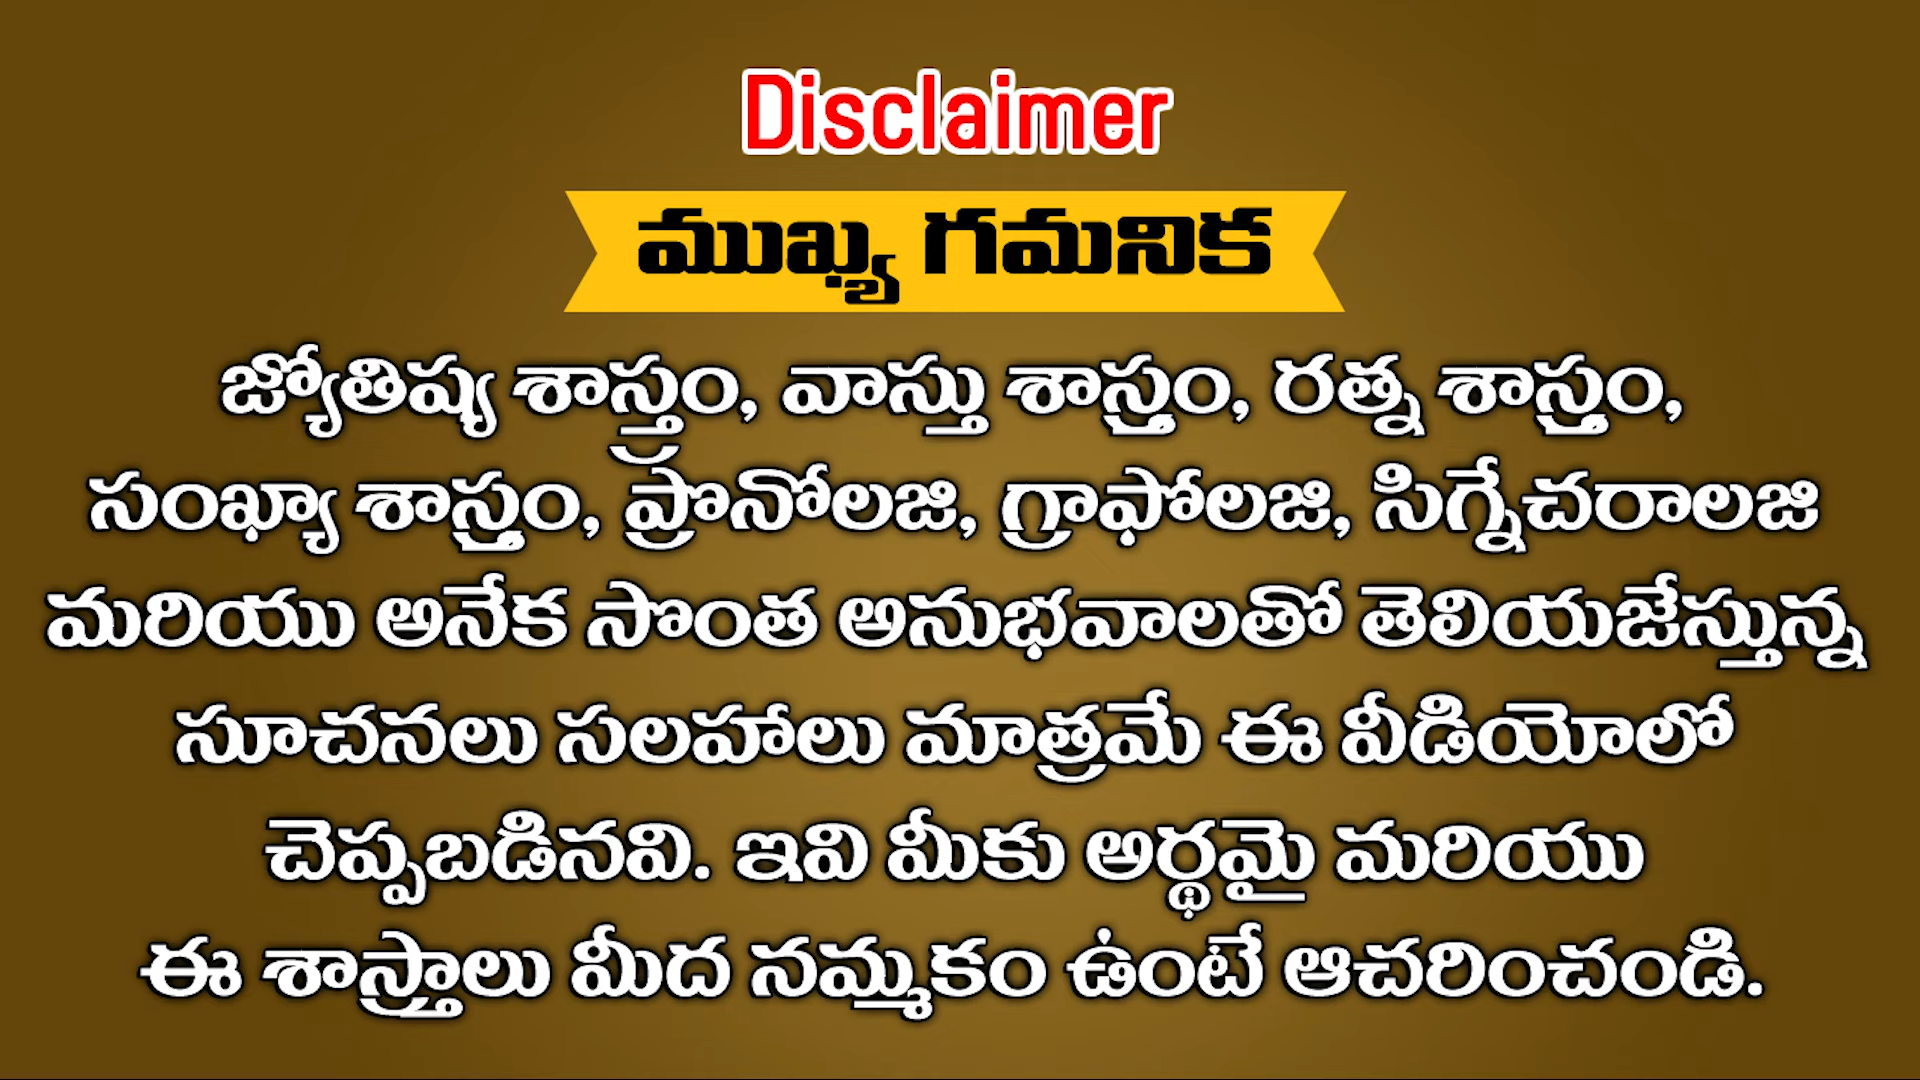 Disclaimer
ముఖ్య గమనిక
జ్యోతిష్య శాస్త్రం, వాస్తు శాస్త్రం, రత్న శాస్త్రం,
సంఖ్యా శాస్త్రం, ప్రొనోలజి, గ్రాఫోలజి, సిగ్నేచరాలజి
మరియు అనేక సొంత అనుభవాలతో తెలియజేస్తున్న
సూచనలు సలహాలు మాత్రమే ఈ వీడియోలో
చెప్పబడినవి. ఇవి మీకు అర్థమై మరియు
ఈ శాస్త్రాలు మీద నమ్మకం ఉంటే ఆచరించండి.